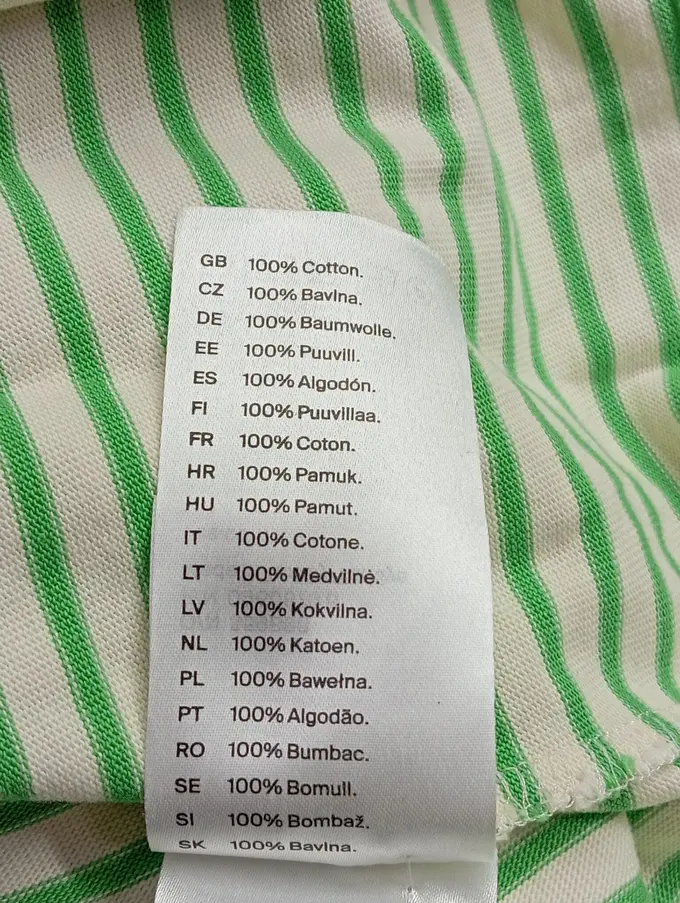 GB 100% Cotton.
CZ 100% Bavlna.
DE 100% Baumwolle.
EE 100% Puuvill.
ES 100% Algodón.
FI 100% Puuvillaa.
FR 100% Coton.
HR 100% Pamuk.
HU 100% Pamut.
IT 100% Cotone.
LT 100% Medvilnė.
LV 100% Kokvilna.
NL 100% Katoen.
PL 100% Bawełna.
PT 100% Algodão.
RO 100% Bumbac.
SE 100% Bomull.
SI 100% Bombaž.
SK 100% Bavlna.